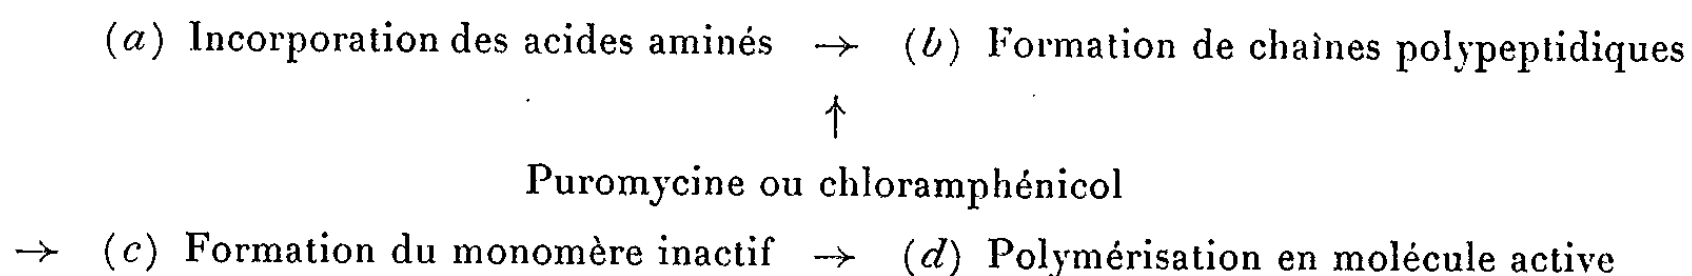 (a) Incorporation des acides aminés → (b) Formation de chaînes polypeptidiques
↑
Puromycine ou chloramphénicol
→ (c) Formation du monomère inactif → (d) Polymérisation en molécule active